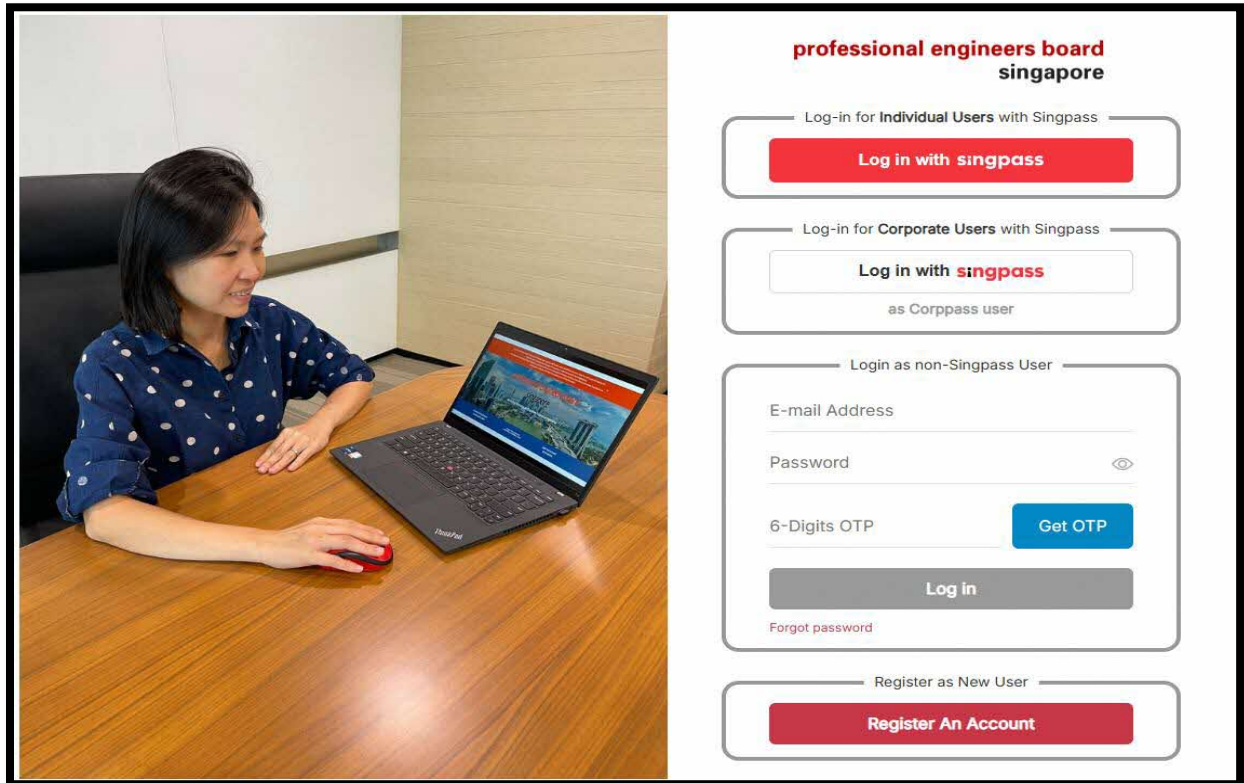 professional engineers board
singapore
Log-in for Individual Users with Singpass
Log in with singpass
Log-in for Corporate Users with Singpass
Log in with singpass
as Corppass user
Login as non-Singpass User
E-mail Address
Password
6-Digits OTP
Get OTP
Log in
Forgot password
Register as New User
Register An Account
ThinkPad